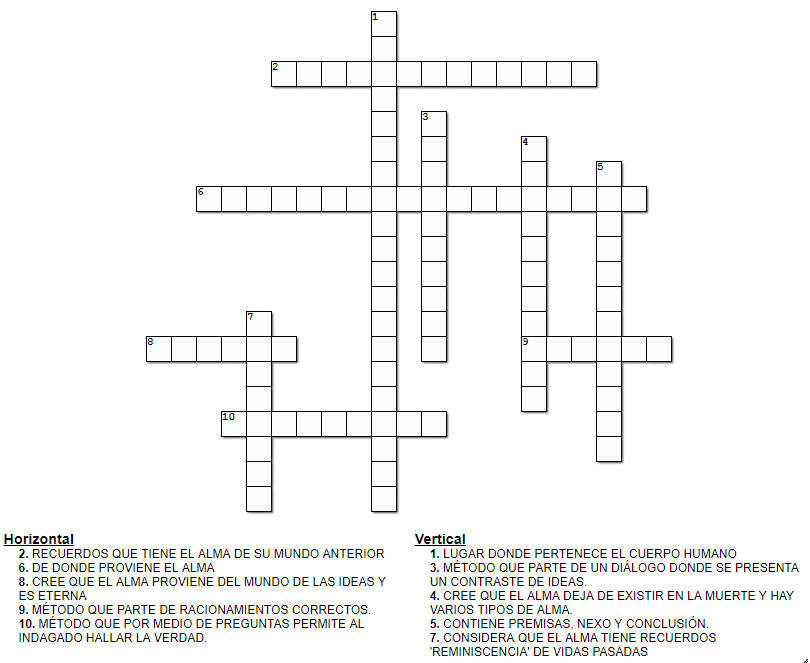 1
2
3
4
5
6
7
8
9
10
Horizontal
2. RECUERDOS QUE TIENE EL ALMA DE SU MUNDO ANTERIOR
6. DE DONDE PROVIENE EL ALMA
8. CREE QUE EL ALMA PROVIENE DEL MUNDO DE LAS IDEAS Y
ES ETERNA
9. MÉTODO QUE PARTE DE RACIONAMIENTOS CORRECTOS.
10. MÉTODO QUE POR MEDIO DE PREGUNTAS PERMITE AL
INDAGADO HALLAR LA VERDAD.
Vertical
1. LUGAR DONDE PERTENECE EL CUERPO HUMANO
3. MÉTODO QUE PARTE DE UN DIÁLOGO DONDE SE PRESENTA
UN CONTRASTE DE IDEAS.
4. CREE QUE EL ALMA DEJA DE EXISTIR EN LA MUERTE Y HAY
VARIOS TIPOS DE ALMA.
5. CONTIENE PREMISAS, NEXO Y CONCLUSIÓN.
7. CONSIDERA QUE EL ALMA TIENE RECUERDOS
'REMINISCENCIA' DE VIDAS PASADAS